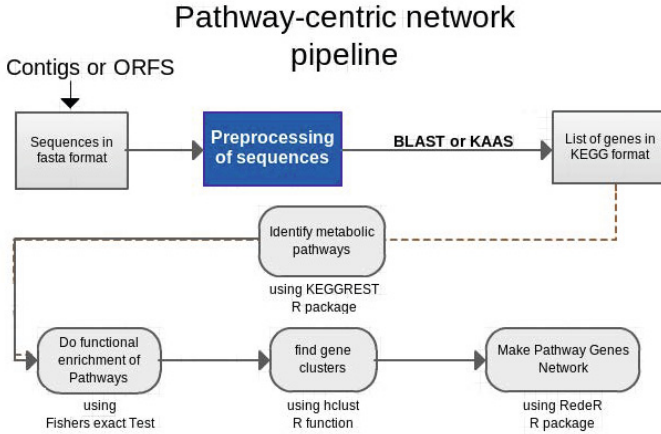 Pathway-centric network
pipeline
Contigs or ORFS
Sequences in
fasta format
Preprocessing
of sequences
BLAST or KAAS
List of genes in
KEGG format
Identify metabolic
pathways
using KEGGREST
R package
Do functional
enrichment of
Pathways
using
Fishers exact Test
find gene
clusters
using hclust
R function
Make Pathway Genes
Network
using RedeR
R package